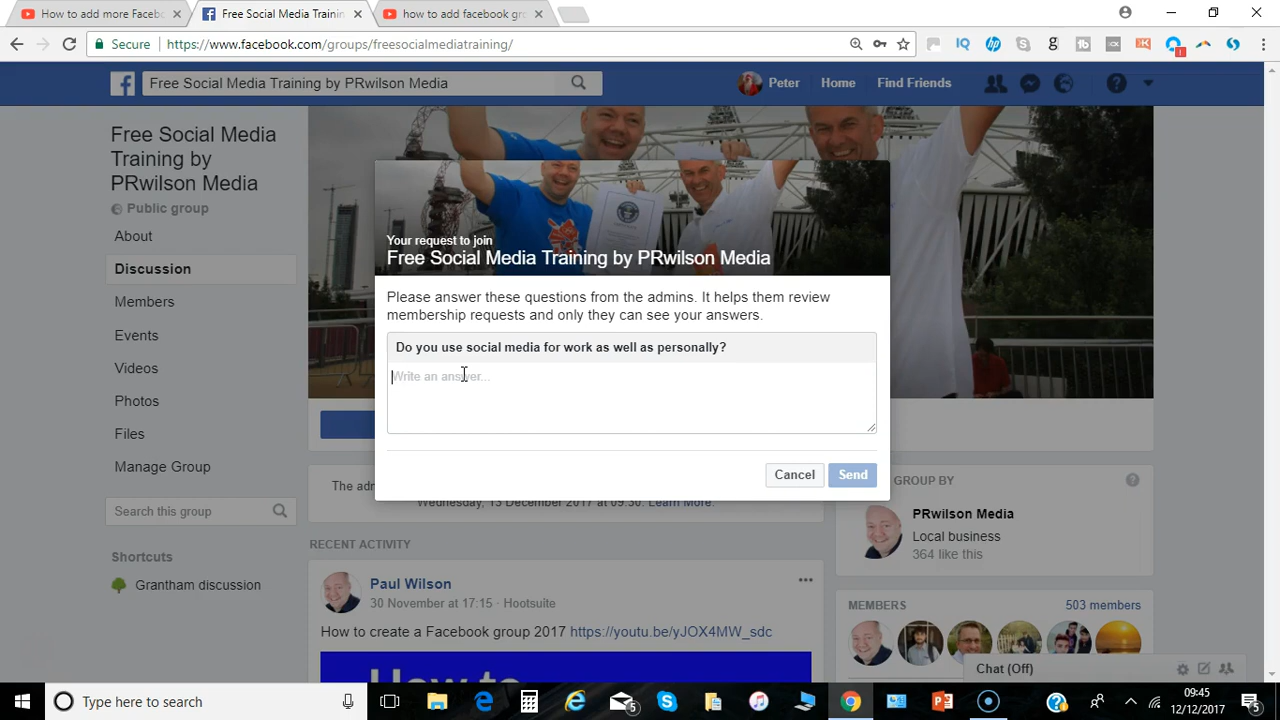 How to add more Faceb
Free Social Media Trainin
how to add facebook gr
Secure https://www.facebook.com/groups/freesocialmediatraining/
Free Social Media Training by PRwilson Media
Peter Home Find Friends
Free Social Media
Training by
PRwilson Media
Public group
About
Discussion
Members
Events
Videos
Photos
Files
Manage Group
Search this group
Shortcuts
Grantham discussion
Your request to join
Free Social Media Training by PRwilson Media
Please answer these questions from the admins. It helps them review
membership requests and only they can see your answers.
Do you use social media for work as well as personally?
Write an answer...
Cancel Send
The adm
Wednesday, 13 December 2017 at 09:30. Learn More.
RECENT ACTIVITY
Paul Wilson
30 November at 17:15 · Hootsuite
How to create a Facebook group 2017 https://youtu.be/yJOX4MW_sdc
How to
GROUP BY
PRwilson Media
Local business
364 like this
MEMBERS 503 members
Chat (Off)
Type here to search
5
09:45
12/12/2017
5